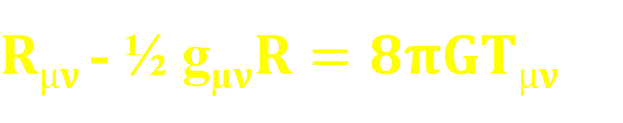 Rμν - ½ gμνR = 8πGTμν